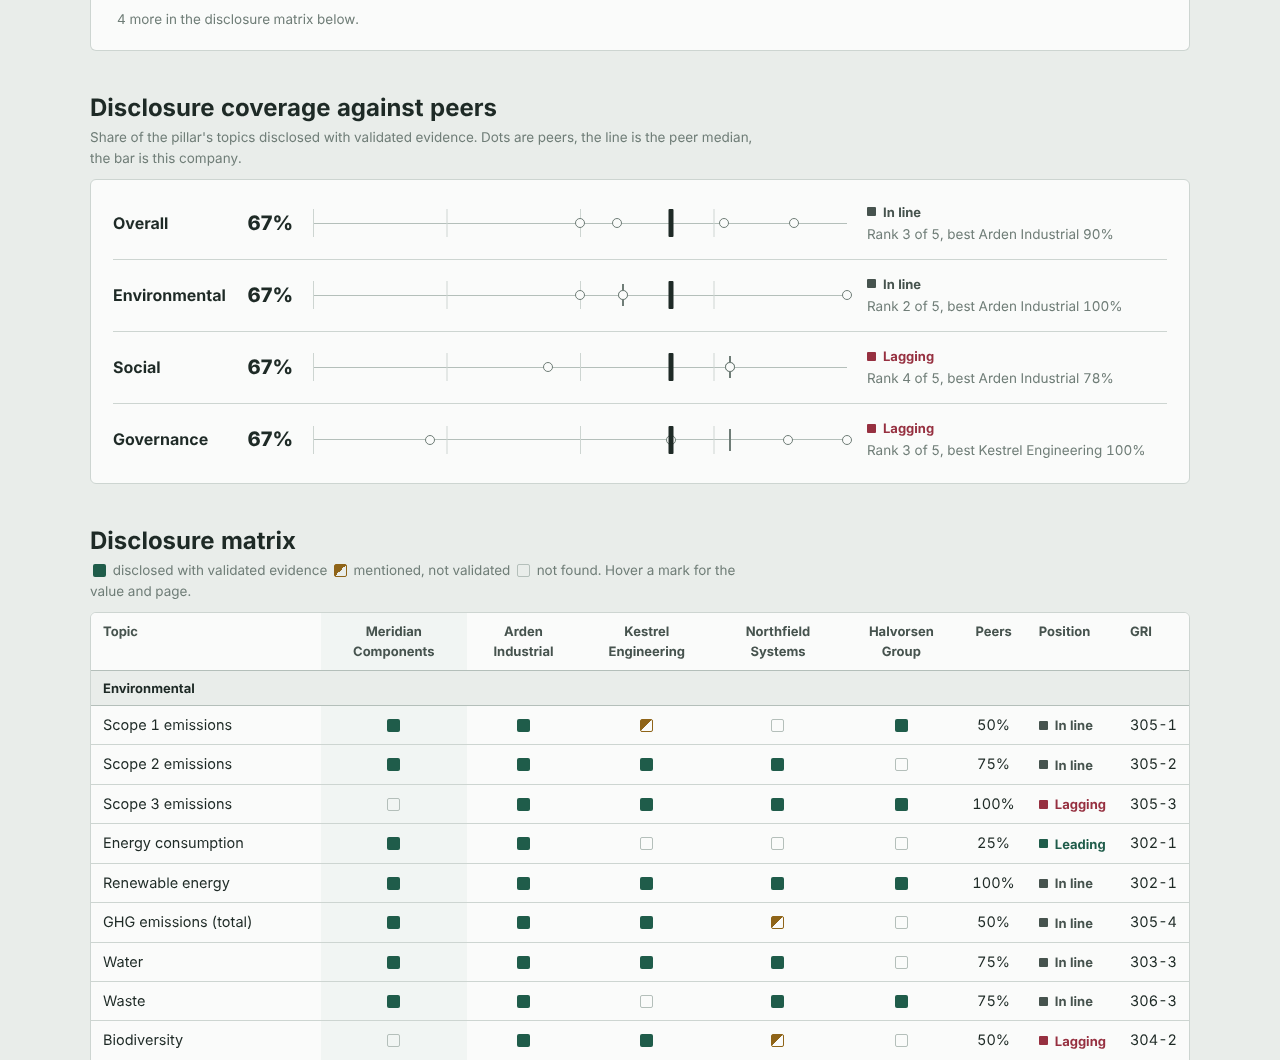 4 more in the disclosure matrix below.
Disclosure coverage against peers
Share of the pillar's topics disclosed with validated evidence. Dots are peers, the line is the peer median,
the bar is this company.
Overall 67% In line
Rank 3 of 5, best Arden Industrial 90%
Environmental 67% In line
Rank 2 of 5, best Arden Industrial 100%
Social 67% Lagging
Rank 4 of 5, best Arden Industrial 78%
Governance 67% Lagging
Rank 3 of 5, best Kestrel Engineering 100%
Disclosure matrix
disclosed with validated evidence mentioned, not validated not found. Hover a mark for the
value and page.
Topic Meridian Components Arden Industrial Kestrel Engineering Northfield Systems Halvorsen Group Peers Position GRI
Environmental
Scope 1 emissions 50% In line 305-1
Scope 2 emissions 75% In line 305-2
Scope 3 emissions 100% Lagging 305-3
Energy consumption 25% Leading 302-1
Renewable energy 100% In line 302-1
GHG emissions (total) 50% In line 305-4
Water 75% In line 303-3
Waste 75% In line 306-3
Biodiversity 50% Lagging 304-2